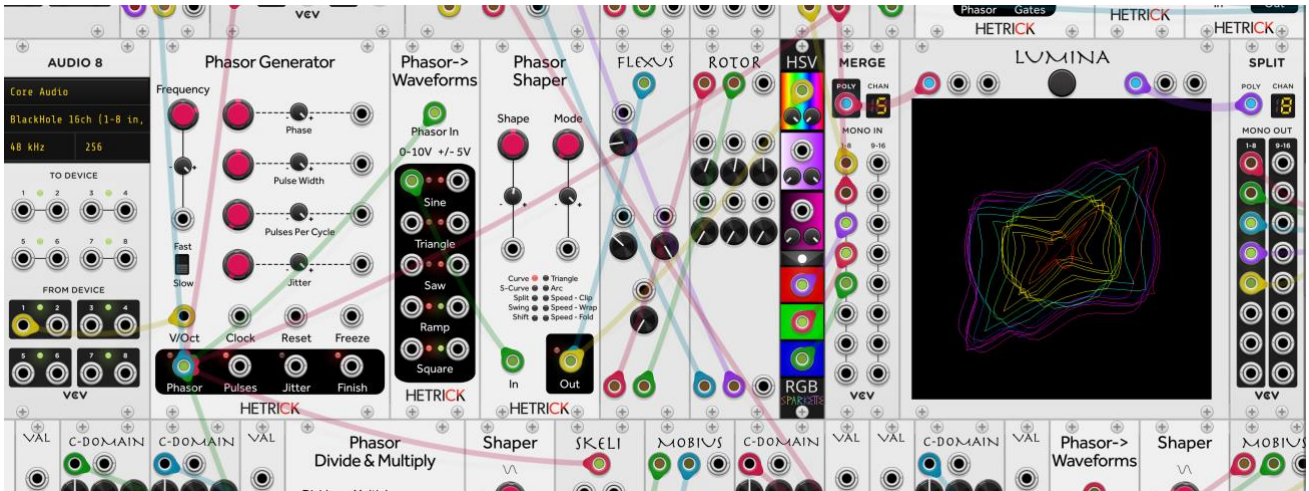 VCV
HETRICK
Phasor Gates
HETRICK
HETRICK
Out
HETRICK
AUDIO 8
Core Audio
BlackHole 16ch (1-8 in,
48 kHz 256
TO DEVICE
1 2 3 4
5 6 7 8
FROM DEVICE
1 2 3 4
5 6 7 8
VCV
Phasor Generator
Frequency
Fast
Slow
Phase
Pulse Width
Pulses Per Cycle
Jitter
V/Oct Clock Reset Freeze
Phasor Pulses Jitter Finish
HETRICK
Phasor->
Waveforms
Phasor In
0-10V +/- 5V
Sine
Triangle
Saw
Ramp
Square
HETRICK
Phasor
Shaper
Shape Mode
Curve Triangle
S-Curve Arc
Split Speed - Clip
Swing Speed - Wrap
Shift Speed - Fold
In Out
HETRICK
FLEXUS
ROTOR
HSV
RGB
SPARKETTE
MERGE
POLY CHAN
5
MONO IN
1-8 9-16
VCV
LUMINA
SPLIT
POLY CHAN
8
MONO OUT
1-8 9-16
VCV
VAL
C-DOMAIN
C-DOMAIN
VAL
Phasor
Divide & Multiply
Shaper
SKELI
MOBIUS
C-DOMAIN
VAL
VAL
C-DOMAIN
VAL
Phasor->
Waveforms
Shaper
MOBIUS